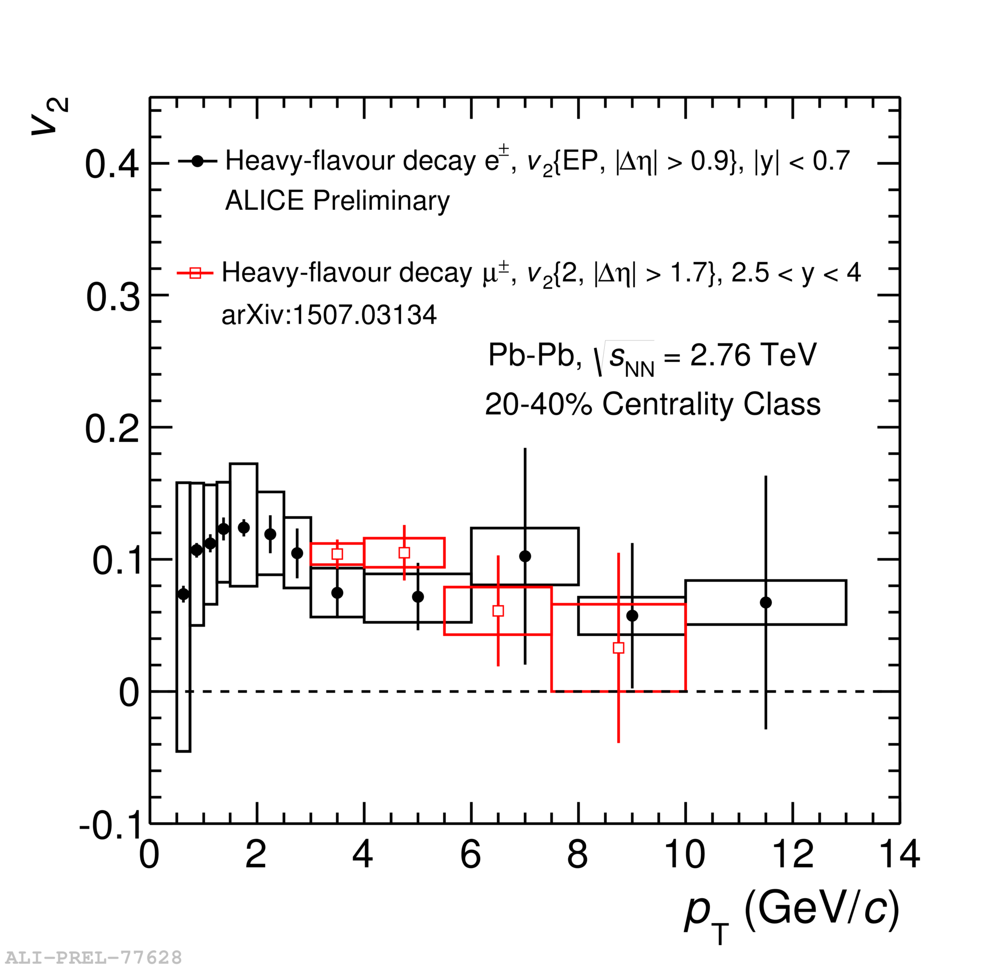 v2
0.4
0.3
0.2
0.1
0
-0.1
Heavy-flavour decay e±, v2{EP, |Δη| > 0.9}, |y| < 0.7
ALICE Preliminary
Heavy-flavour decay μ±, v2{2, |Δη| > 1.7}, 2.5 < y < 4
arXiv:1507.03134
Pb-Pb, √sNN = 2.76 TeV
20-40% Centrality Class
0 2 4 6 8 10 12 14
pT (GeV/c)
ALI-PREL-77628